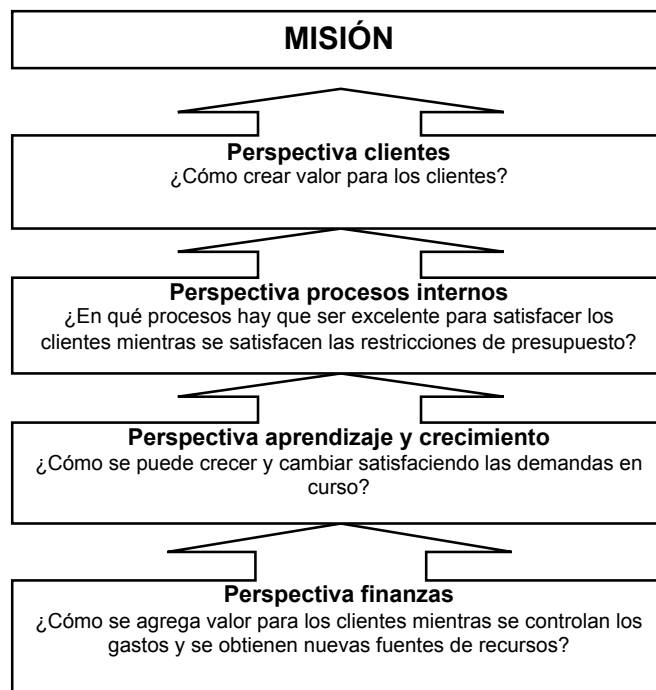 MISIÓN
Perspectiva clientes
¿Cómo crear valor para los clientes?
Perspectiva procesos internos
¿En qué procesos hay que ser excelente para satisfacer los
clientes mientras se satisfacen las restricciones de presupuesto?
Perspectiva aprendizaje y crecimiento
¿Cómo se puede crecer y cambiar satisfaciendo las demandas en
curso?
Perspectiva finanzas
¿Cómo se agrega valor para los clientes mientras se controlan los
gastos y se obtienen nuevas fuentes de recursos?